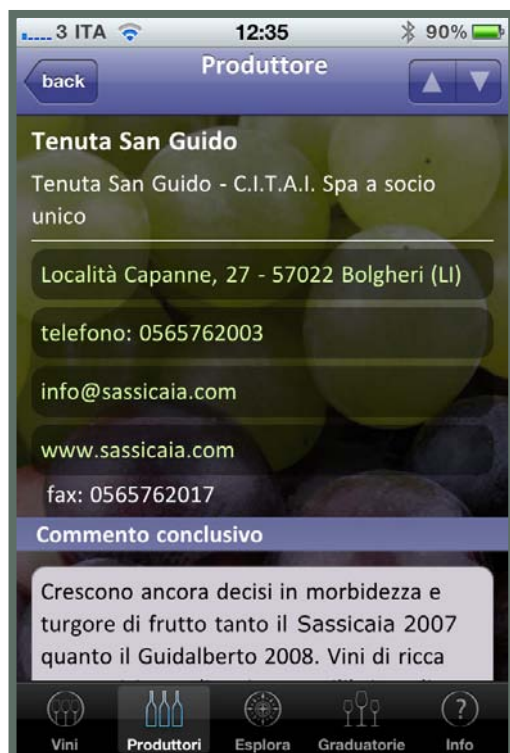 3 ITA 12:35 90%
back Produttore
Tenuta San Guido
Tenuta San Guido - C.I.T.A.I. Spa a socio
unico
Località Capanne, 27 - 57022 Bolgheri (LI)
telefono: 0565762003
info@sassicaia.com
www.sassicaia.com
fax: 0565762017
Commento conclusivo
Crescono ancora decisi in morbidezza e
turgore di frutto tanto il Sassicaia 2007
quanto il Guidalberto 2008. Vini di ricca
Vini Produttori Esplora Graduatorie Info